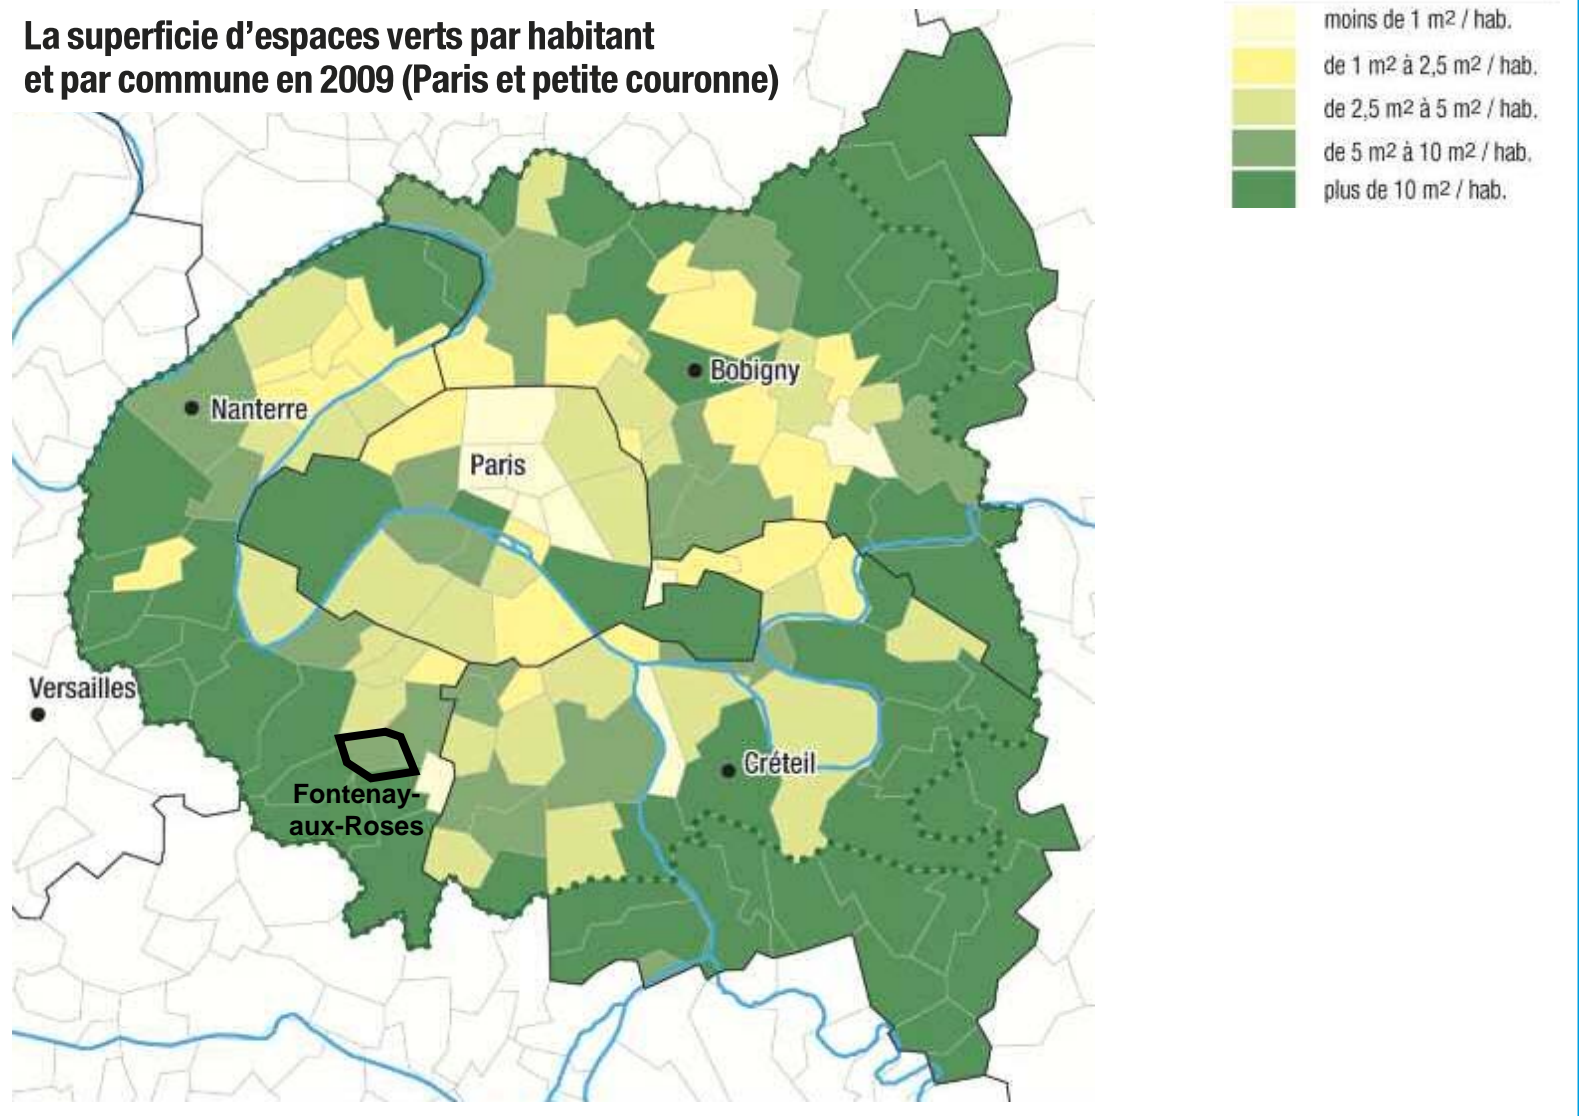 La superficie d'espaces verts par habitant
et par commune en 2009 (Paris et petite couronne)
moins de 1 m2 / hab.
de 1 m2 à 2,5 m2 / hab.
de 2,5 m2 à 5 m2 / hab.
de 5 m2 à 10 m2 / hab.
plus de 10 m2 / hab.
Bobigny
Nanterre
Paris
Versailles
Créteil
Fontenay-
aux-Roses